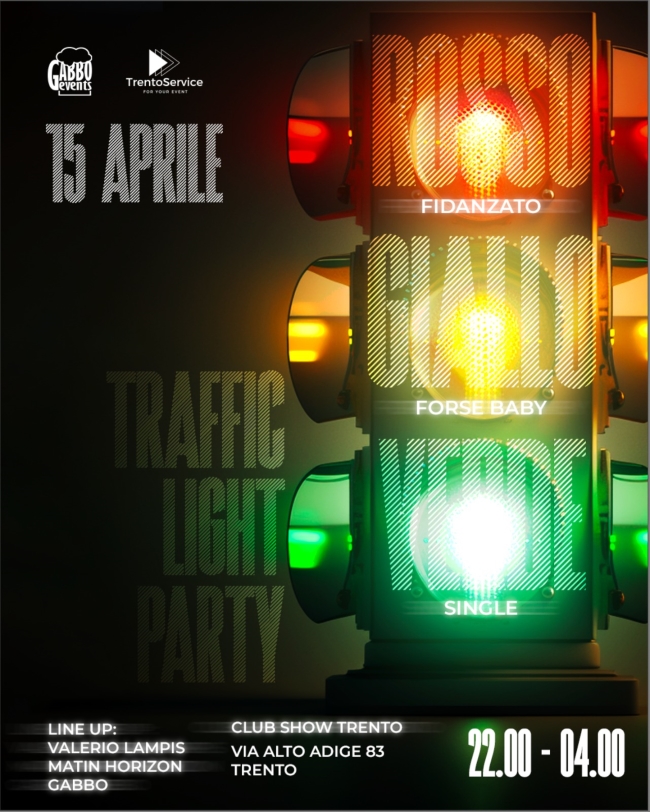 GABBO
events
TrentoService
FOR YOUR EVENT
15 APRILE
ROSSO
FIDANZATO
GIALLO
FORSE BABY
VERDE
SINGLE
TRAFFIC
LIGHT
PARTY
LINE UP:
VALERIO LAMPIS
MATIN HORIZON
GABBO
CLUB SHOW TRENTO
VIA ALTO ADIGE 83
TRENTO
22.00 - 04.00